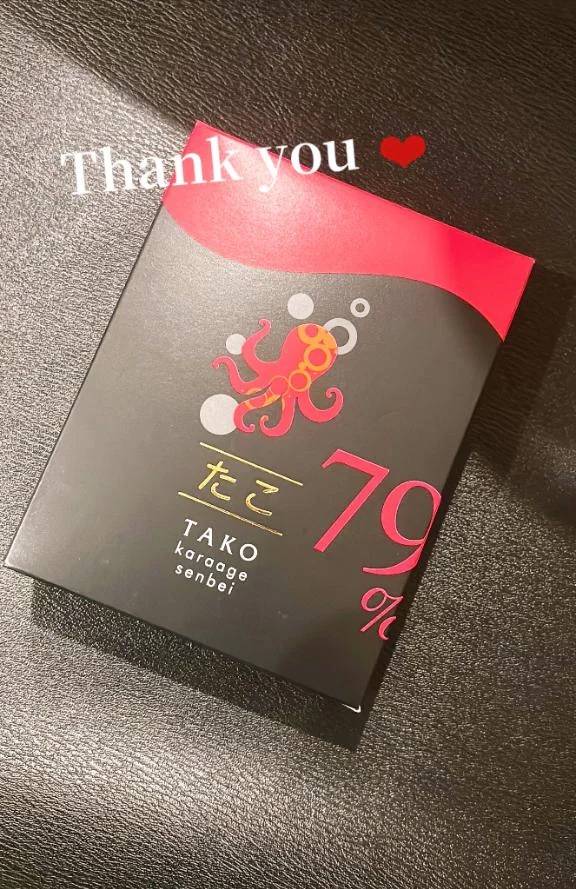 Thank you ❤
たこ
79
%
TAKO
karaage
senbei